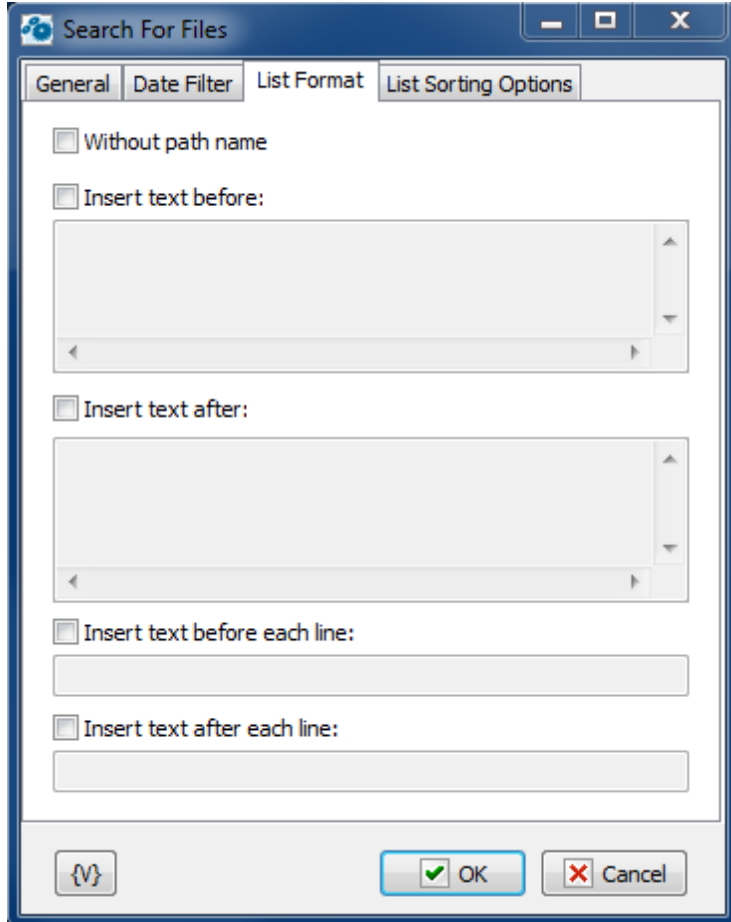 Search For Files
General Date Filter List Format List Sorting Options
Without path name
Insert text before:
Insert text after:
Insert text before each line:
Insert text after each line:
{V} OK Cancel